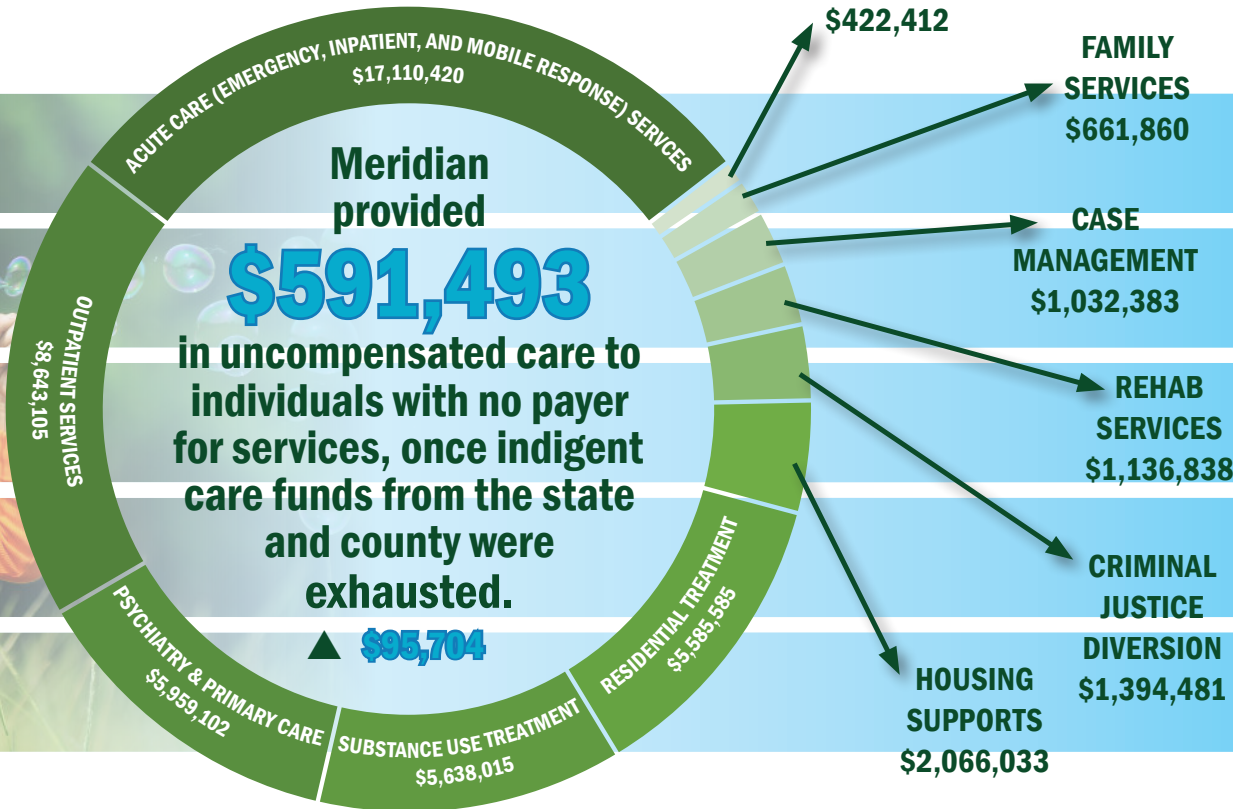 $422,412
FAMILY
SERVICES
$661,860
CASE
MANAGEMENT
$1,032,383
REHAB
SERVICES
$1,136,838
CRIMINAL
JUSTICE
DIVERSION
$1,394,481
HOUSING
SUPPORTS
$2,066,033
RESIDENTIAL TREATMENT
$5,585,585
SUBSTANCE USE TREATMENT
$5,638,015
PSYCHIATRY & PRIMARY CARE
$5,959,102
OUTPATIENT SERVICES
$8,643,105
ACUTE CARE (EMERGENCY, INPATIENT, AND MOBILE RESPONSE) SERVCES
$17,110,420
Meridian
provided
$591,493
in uncompensated care to
individuals with no payer
for services, once indigent
care funds from the state
and county were
exhausted.
▲ $95,704